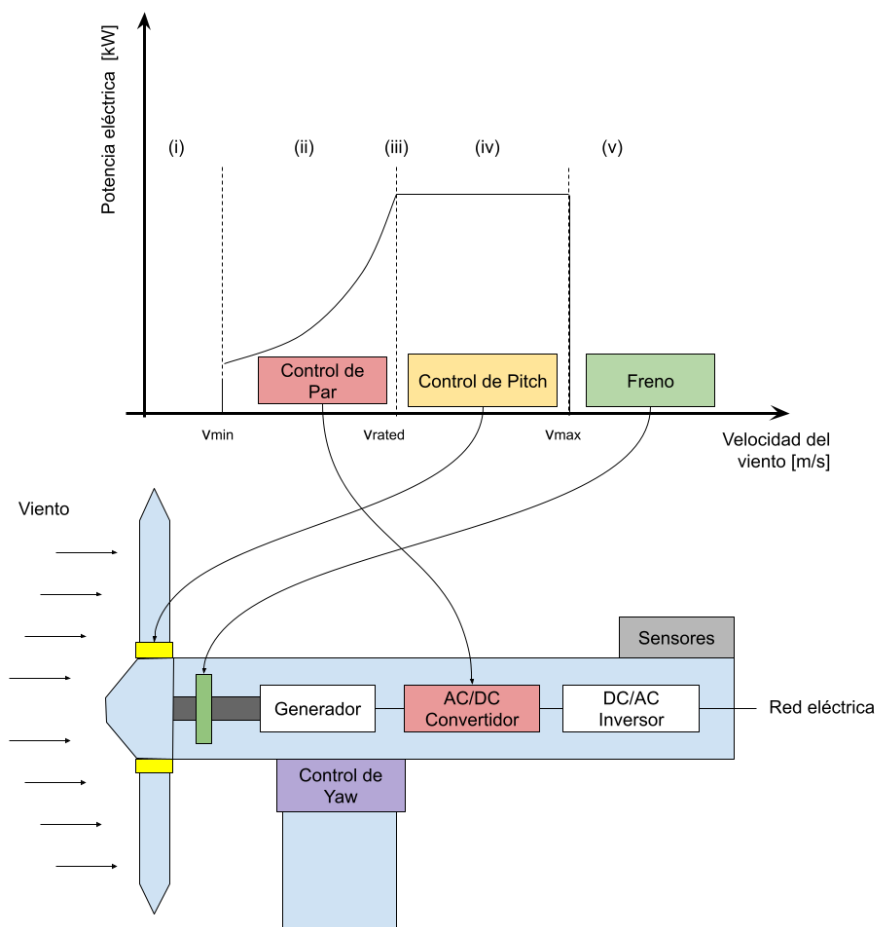 Potencia eléctrica [kW]
(i)
(ii)
(iii)
(iv)
(v)
Control de
Par
Control de Pitch
Freno
vmin
vrated
vmax
Velocidad del
viento [m/s]
Viento
Sensores
Generador
AC/DC
Convertidor
DC/AC
Inversor
Red eléctrica
Control de
Yaw